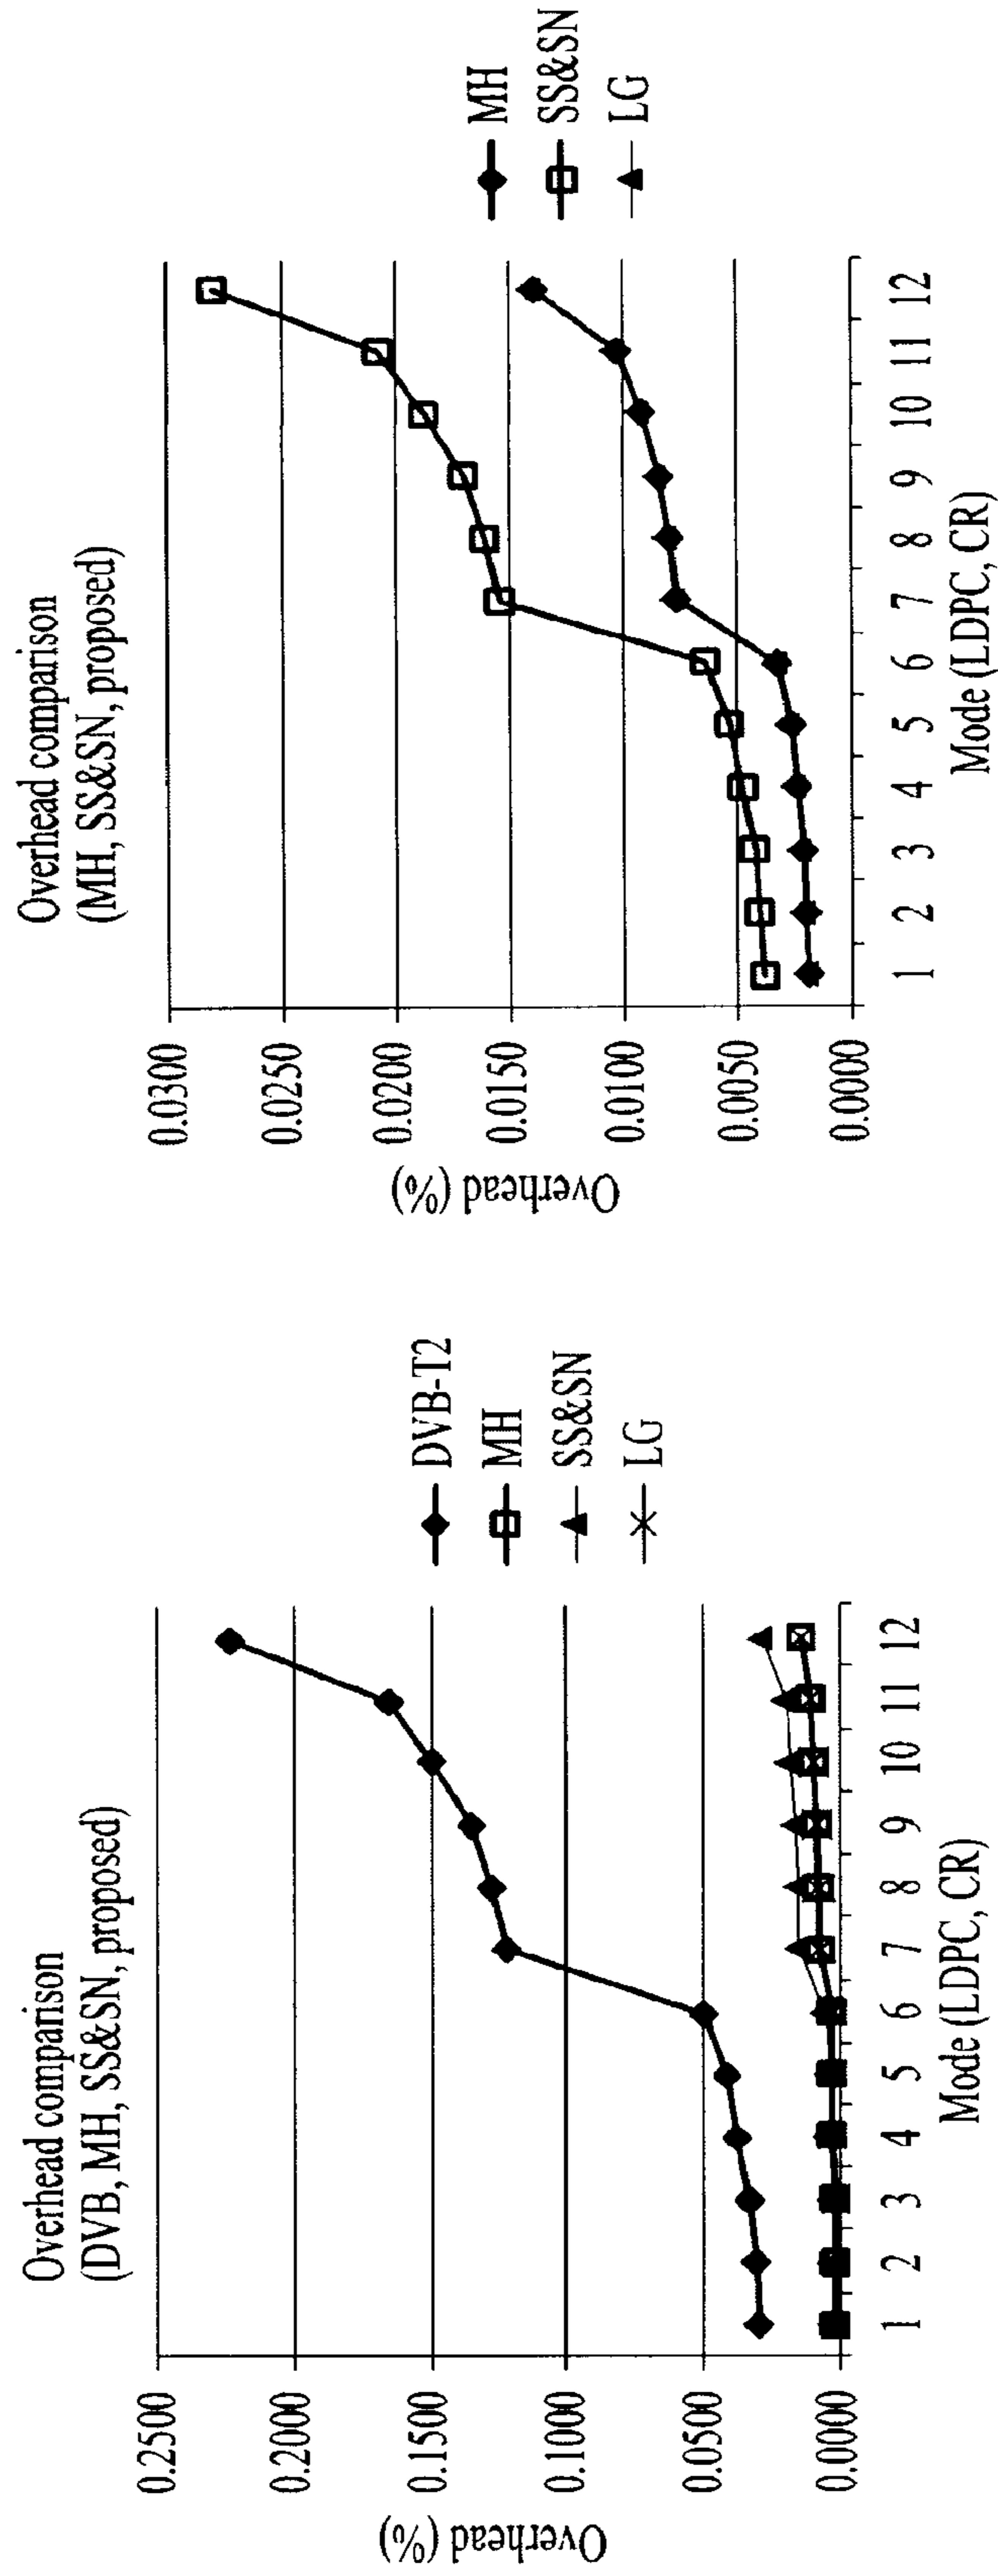 Overhead comparison
(DVB, MH, SS&SN, proposed)
Overhead (%)
0.2500
0.2000
0.1500
0.1000
0.0500
0.0000
1 2 3 4 5 6 7 8 9 10 11 12
Mode (LDPC, CR)
DVB-T2
MH
SS&SN
LG
Overhead comparison
(MH, SS&SN, proposed)
Overhead (%)
0.0300
0.0250
0.0200
0.0150
0.0100
0.0050
0.0000
1 2 3 4 5 6 7 8 9 10 11 12
Mode (LDPC, CR)
MH
SS&SN
LG